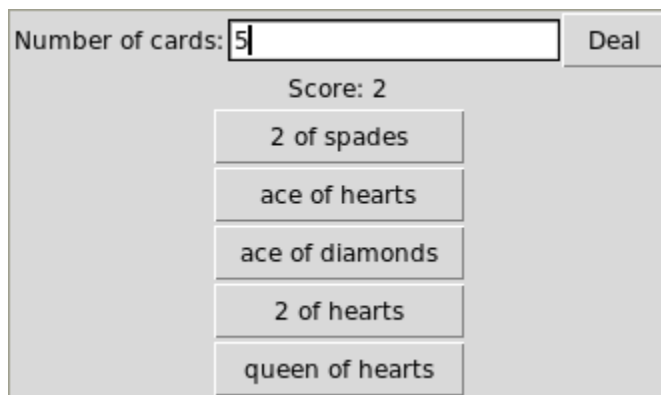 Number of cards: 5 Deal
Score: 2
2 of spades
ace of hearts
ace of diamonds
2 of hearts
queen of hearts